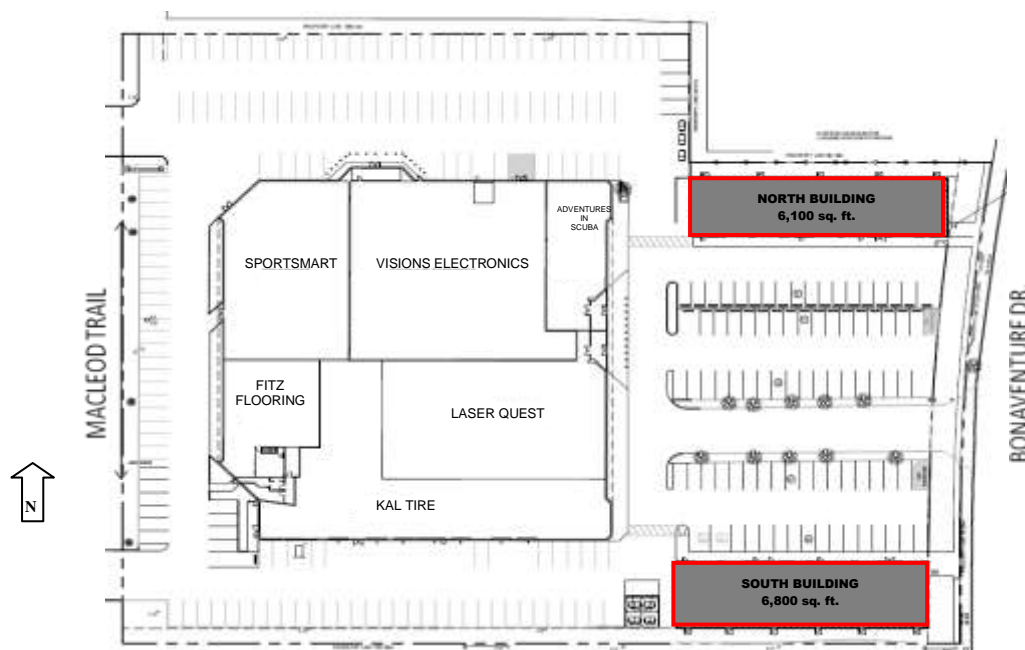 NORTH BUILDING
6,100 sq. ft.
ADVENTURES
IN
SCUBA
SPORTSMART
VISIONS ELECTRONICS
MACLEOD TRAIL
BONAVENTURE DR
FITZ
FLOORING
LASER QUEST
N
KAL TIRE
SOUTH BUILDING
6,800 sq. ft.